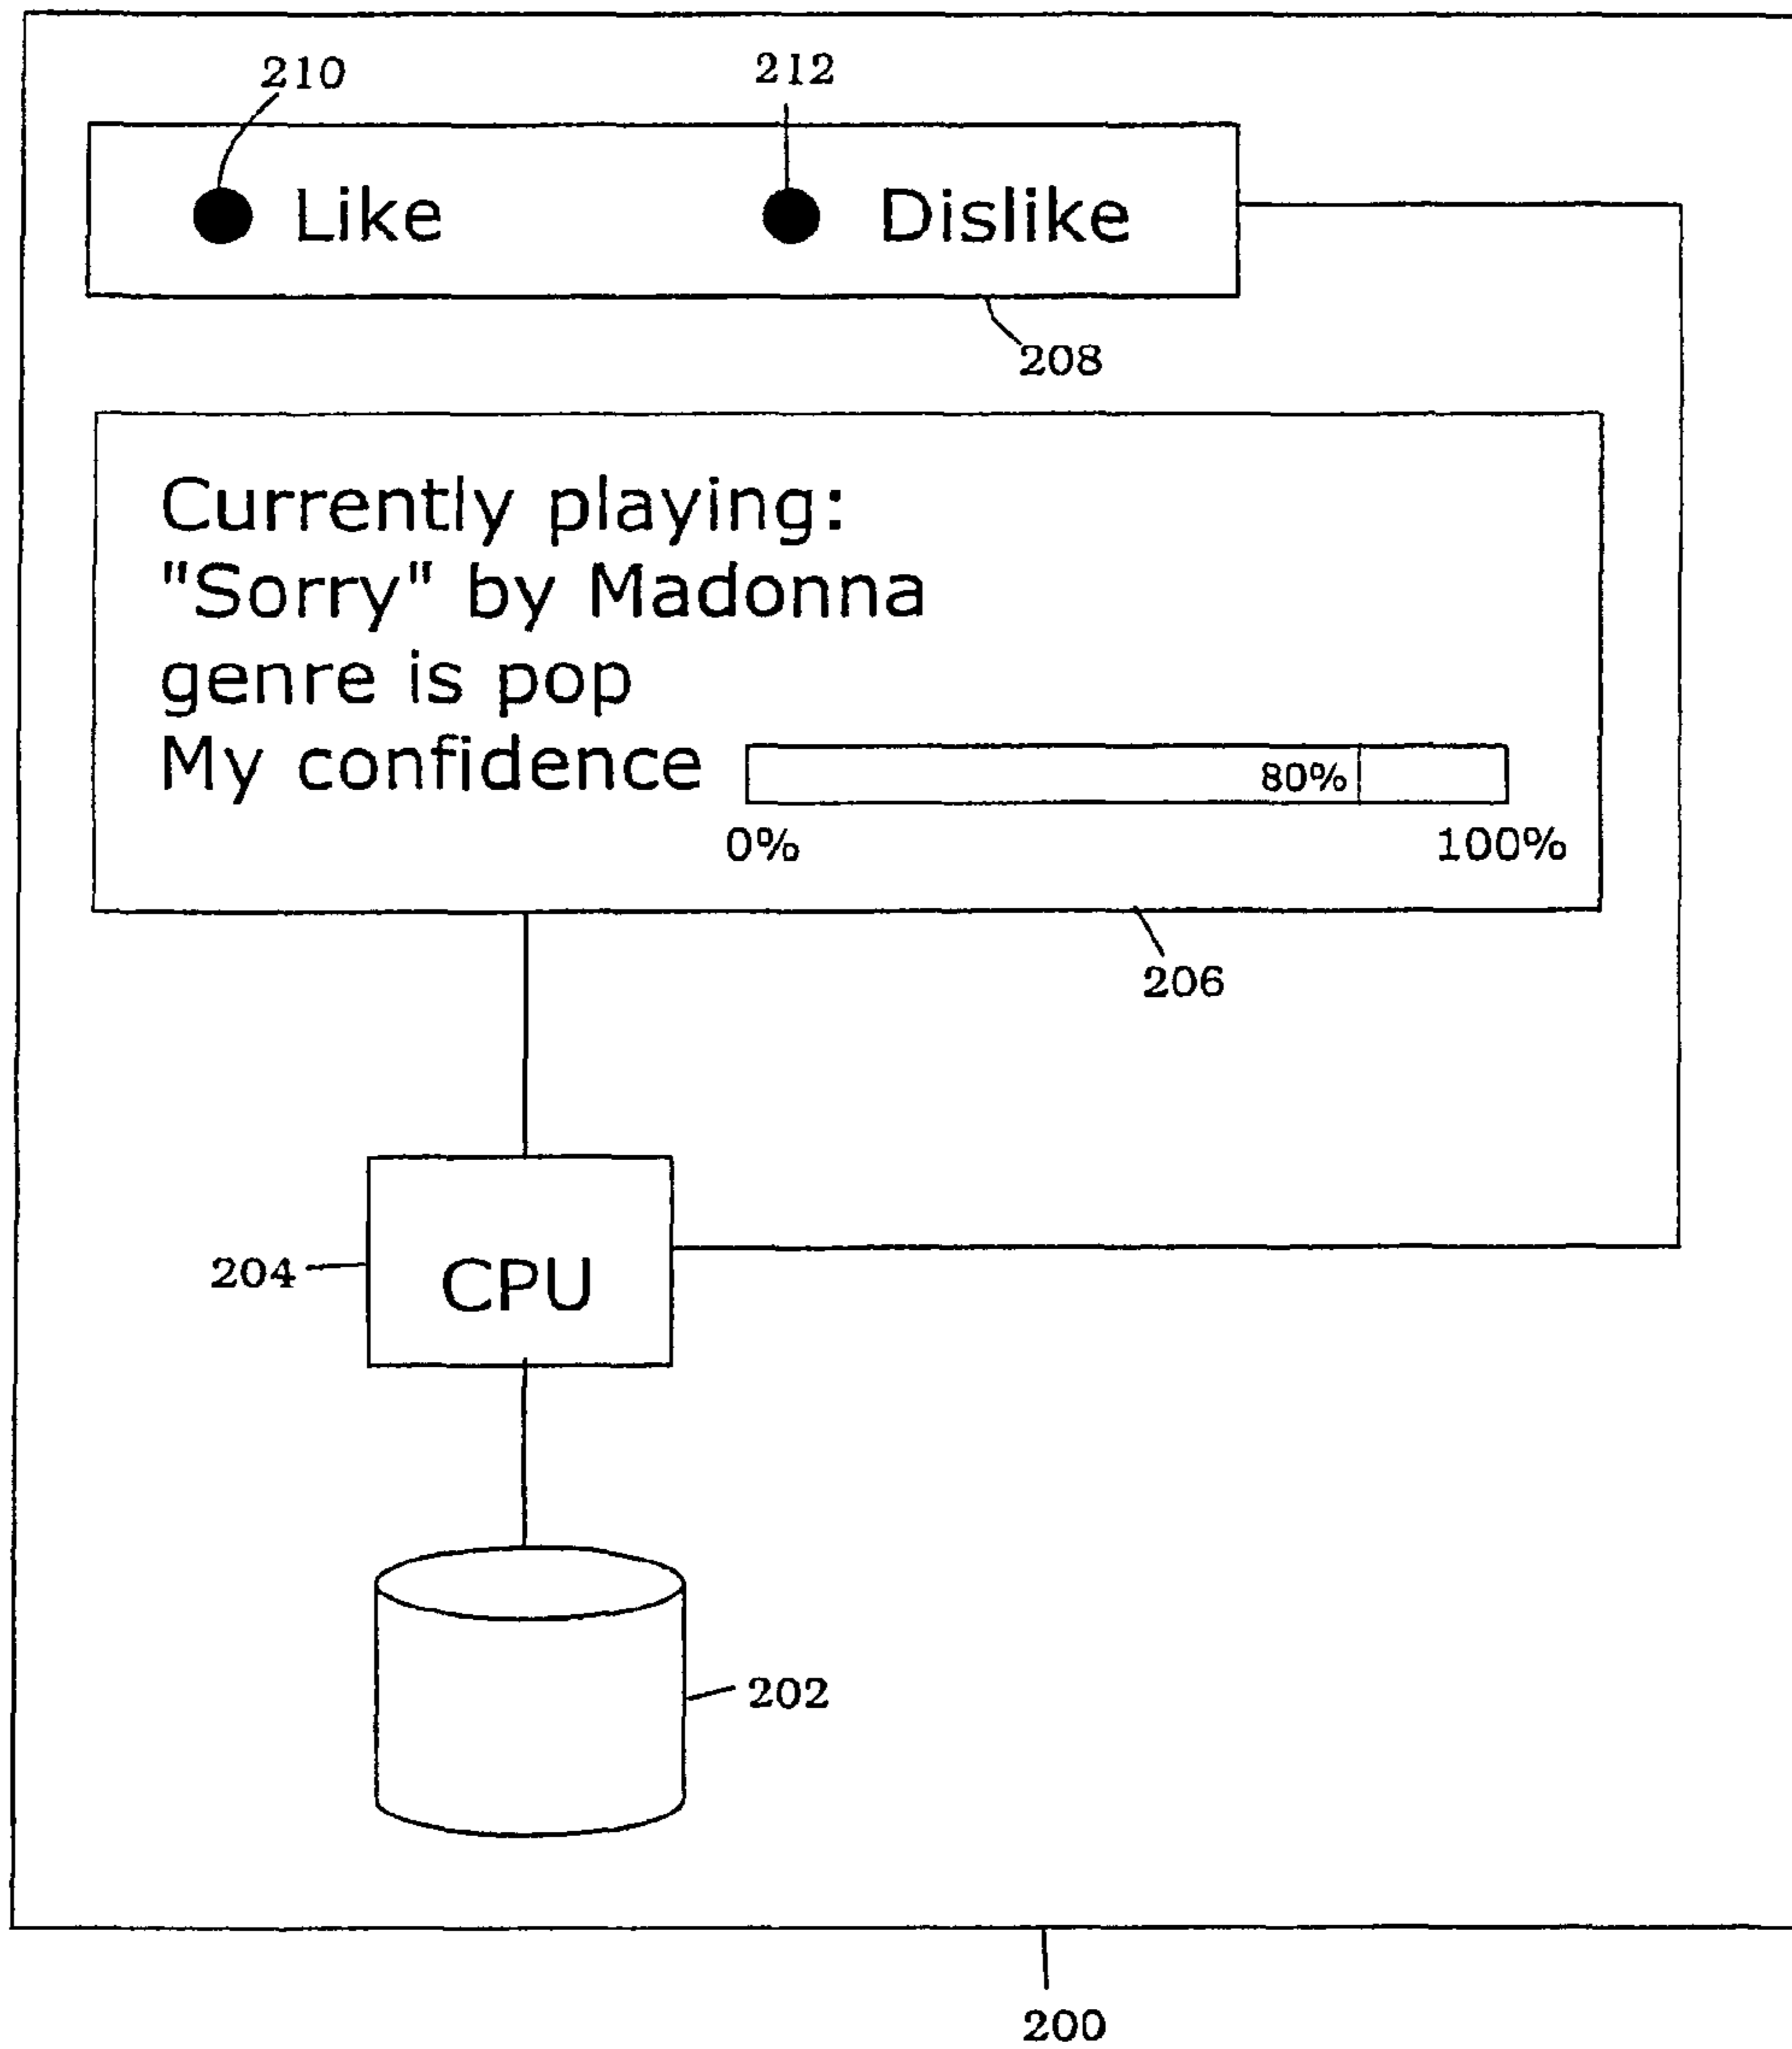 210 212
Like Dislike
208
Currently playing:
"Sorry" by Madonna
genre is pop
My confidence 80%
0% 100%
206
204 CPU
202
200